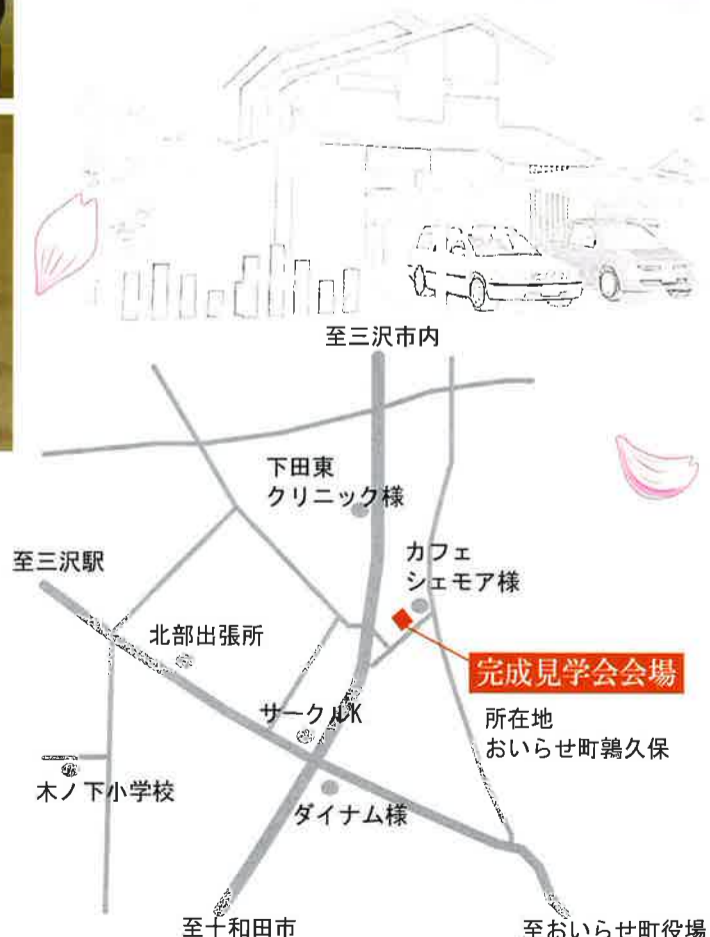 至三沢市内
下田東
クリニック様
至三沢駅
カフェ
シェモア様
北部出張所
完成見学会会場
サークルK
所在地
おいらせ町鶉久保
木ノ下小学校
ダイナム様
至十和田市
至おいらせ町役場